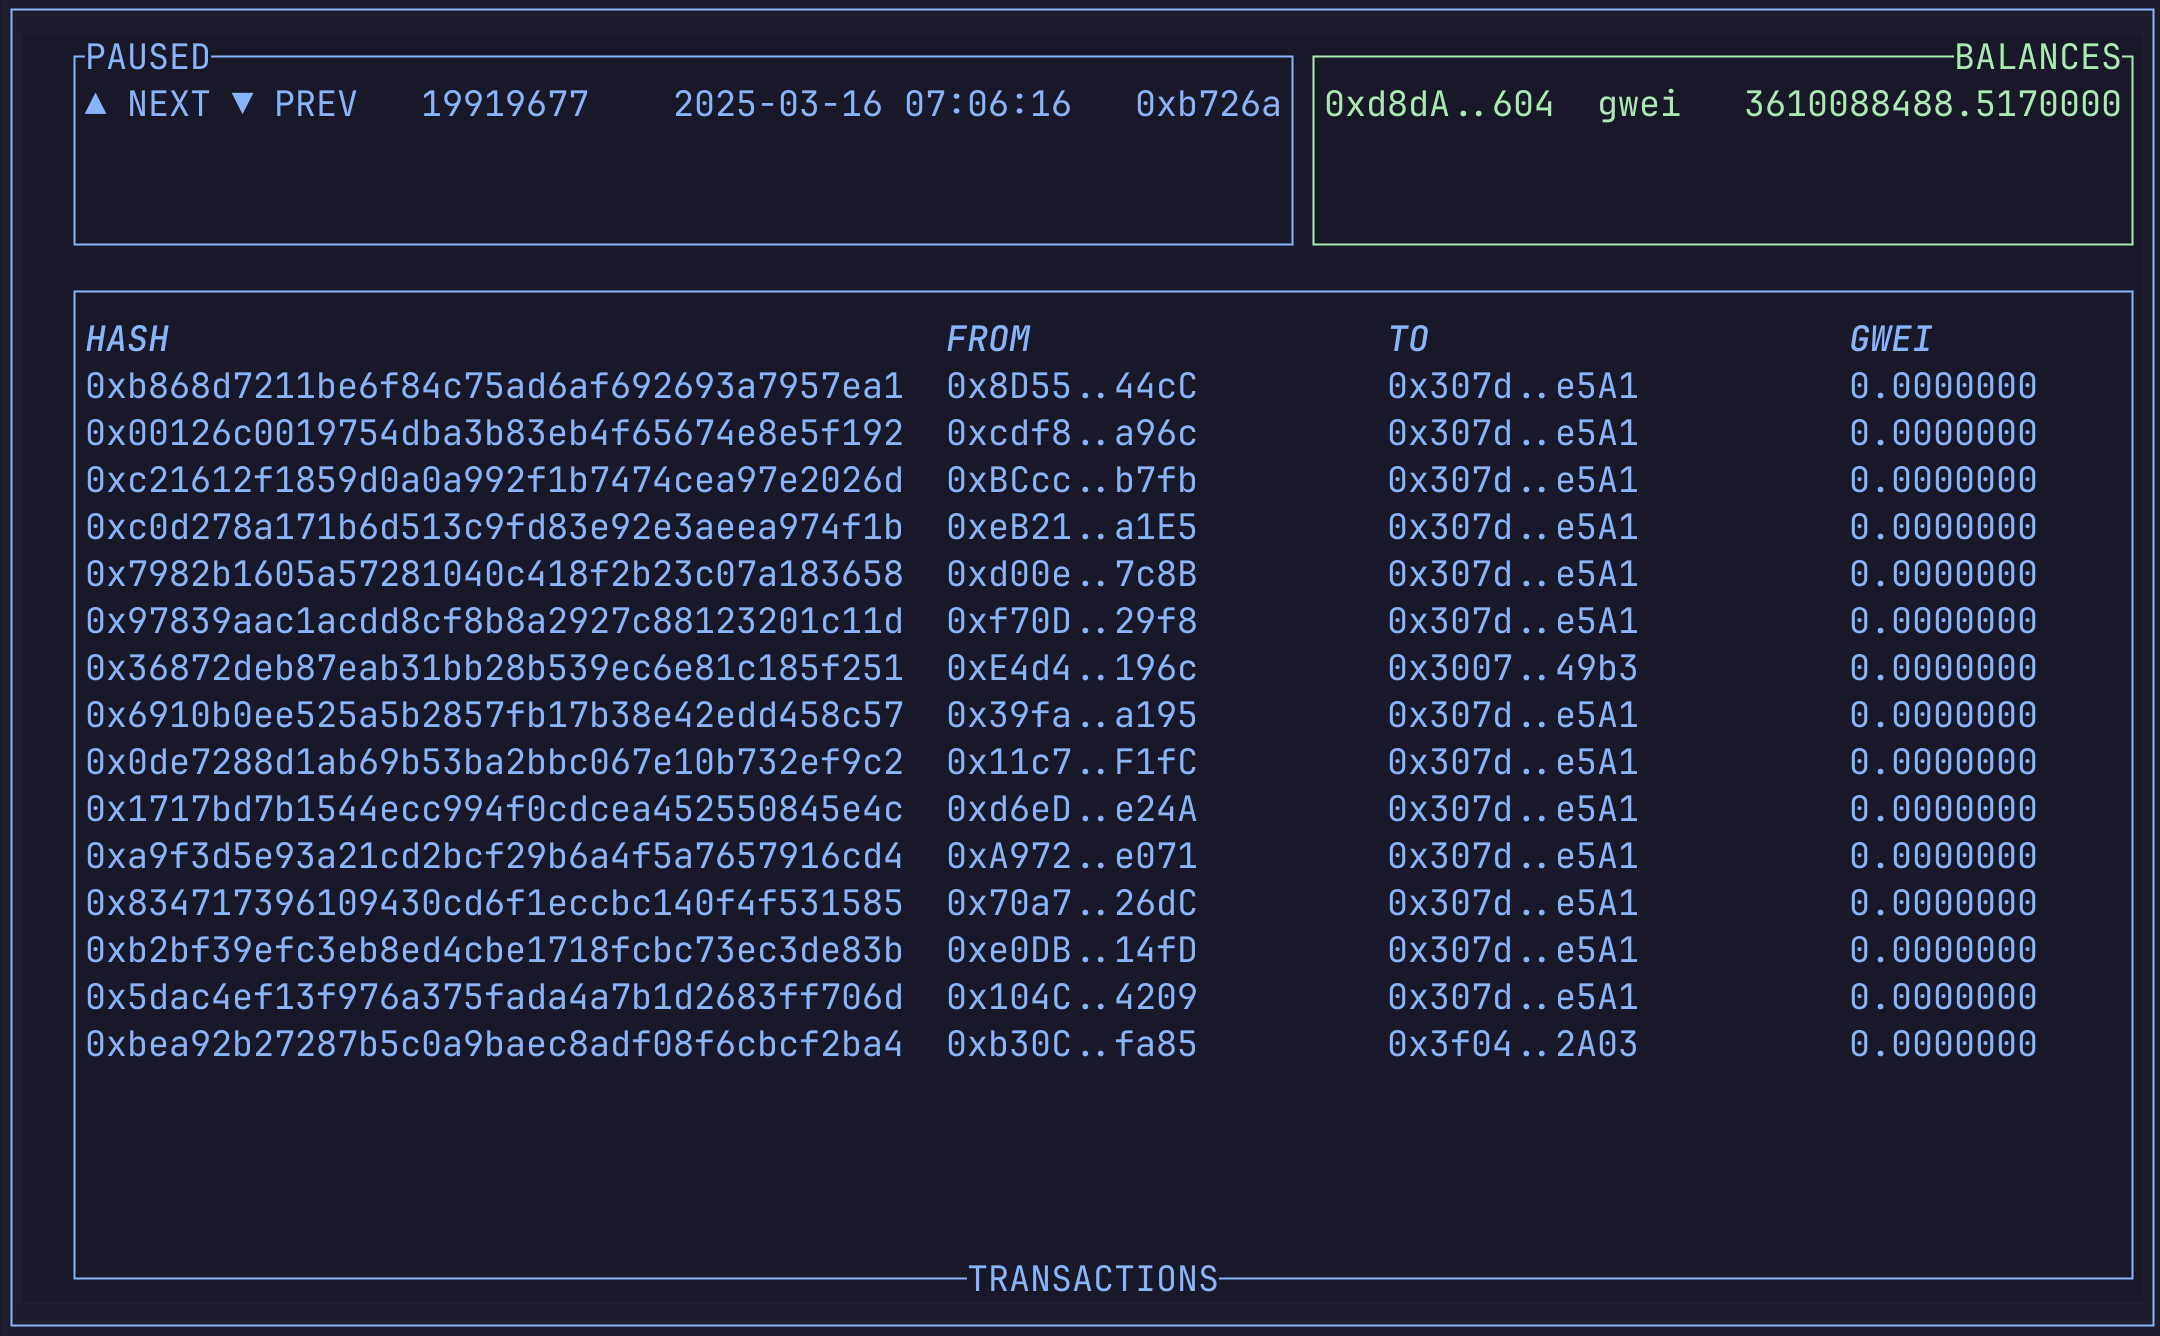 PAUSED
▲ NEXT ▼ PREV 19919677 2025-03-16 07:06:16 0xb726a
BALANCES
0xd8dA..604 gwei 3610088488.5170000
HASH FROM TO GWEI
0xb868d7211be6f84c75ad6af692693a7957ea1 0x8D55..44cC 0x307d..e5A1 0.0000000
0x00126c0019754dba3b83eb4f65674e8e5f192 0xcdf8..a96c 0x307d..e5A1 0.0000000
0xc21612f1859d0a0a992f1b7474cea97e2026d 0xBCcc..b7fb 0x307d..e5A1 0.0000000
0xc0d278a171b6d513c9fd83e92e3aeea974f1b 0xeB21..a1E5 0x307d..e5A1 0.0000000
0x7982b1605a57281040c418f2b23c07a183658 0xd00e..7c8B 0x307d..e5A1 0.0000000
0x97839aac1acdd8cf8b8a2927c88123201c11d 0xf70D..29f8 0x307d..e5A1 0.0000000
0x36872deb87eab31bb28b539ec6e81c185f251 0xE4d4..196c 0x3007..49b3 0.0000000
0x6910b0ee525a5b2857fb17b38e42edd458c57 0x39fa..a195 0x307d..e5A1 0.0000000
0x0de7288d1ab69b53ba2bbc067e10b732ef9c2 0x11c7..F1fC 0x307d..e5A1 0.0000000
0x1717bd7b1544ecc994f0cdcea452550845e4c 0xd6eD..e24A 0x307d..e5A1 0.0000000
0xa9f3d5e93a21cd2bcf29b6a4f5a7657916cd4 0xA972..e071 0x307d..e5A1 0.0000000
0x834717396109430cd6f1eccbc140f4f531585 0x70a7..26dC 0x307d..e5A1 0.0000000
0xb2bf39efc3eb8ed4cbe1718fcbc73ec3de83b 0xe0DB..14fD 0x307d..e5A1 0.0000000
0x5dac4ef13f976a375fada4a7b1d2683ff706d 0x104C..4209 0x307d..e5A1 0.0000000
0xbea92b27287b5c0a9baec8adf08f6cbcf2ba4 0xb30C..fa85 0x3f04..2A03 0.0000000
TRANSACTIONS